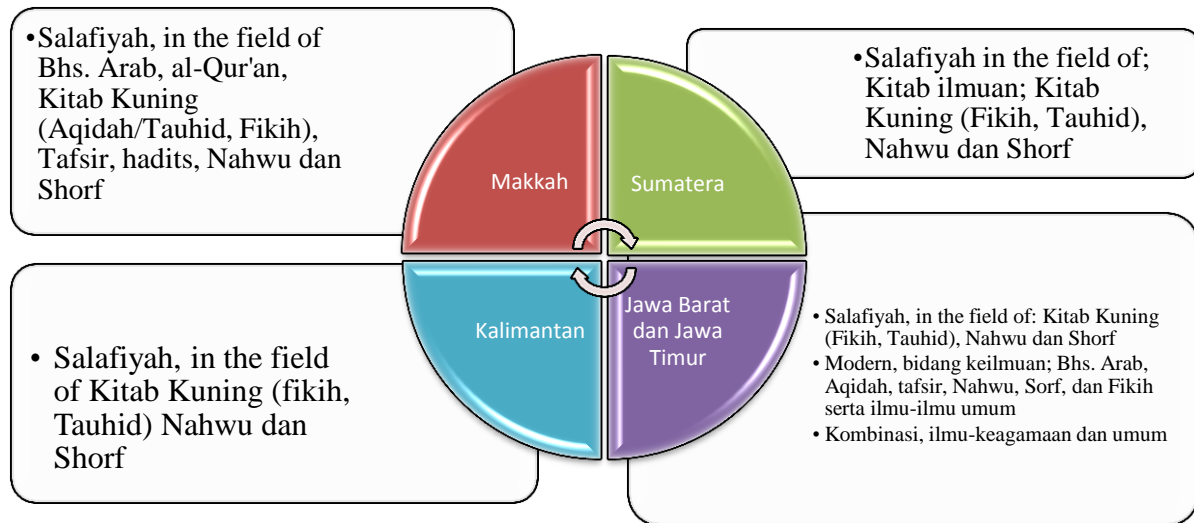 •Salafiyah, in the field of
Bhs. Arab, al-Qur'an,
Kitab Kuning
(Aqidah/Tauhid, Fikih),
Tafsir, hadits, Nahwu dan
Shorf
•Salafiyah in the field of;
Kitab ilmuan; Kitab
Kuning (Fikih, Tauhid),
Nahwu dan Shorf
Makkah
Sumatera
Kalimantan
Jawa Barat
dan Jawa
Timur
• Salafiyah, in the field
of Kitab Kuning (fikih,
Tauhid) Nahwu dan
Shorf
• Salafiyah, in the field of: Kitab Kuning
(Fikih, Tauhid), Nahwu dan Shorf
• Modern, bidang keilmuan; Bhs. Arab,
Aqidah, tafsir, Nahwu, Sorf, dan Fikih
serta ilmu-ilmu umum
• Kombinasi, ilmu-keagamaan dan umum